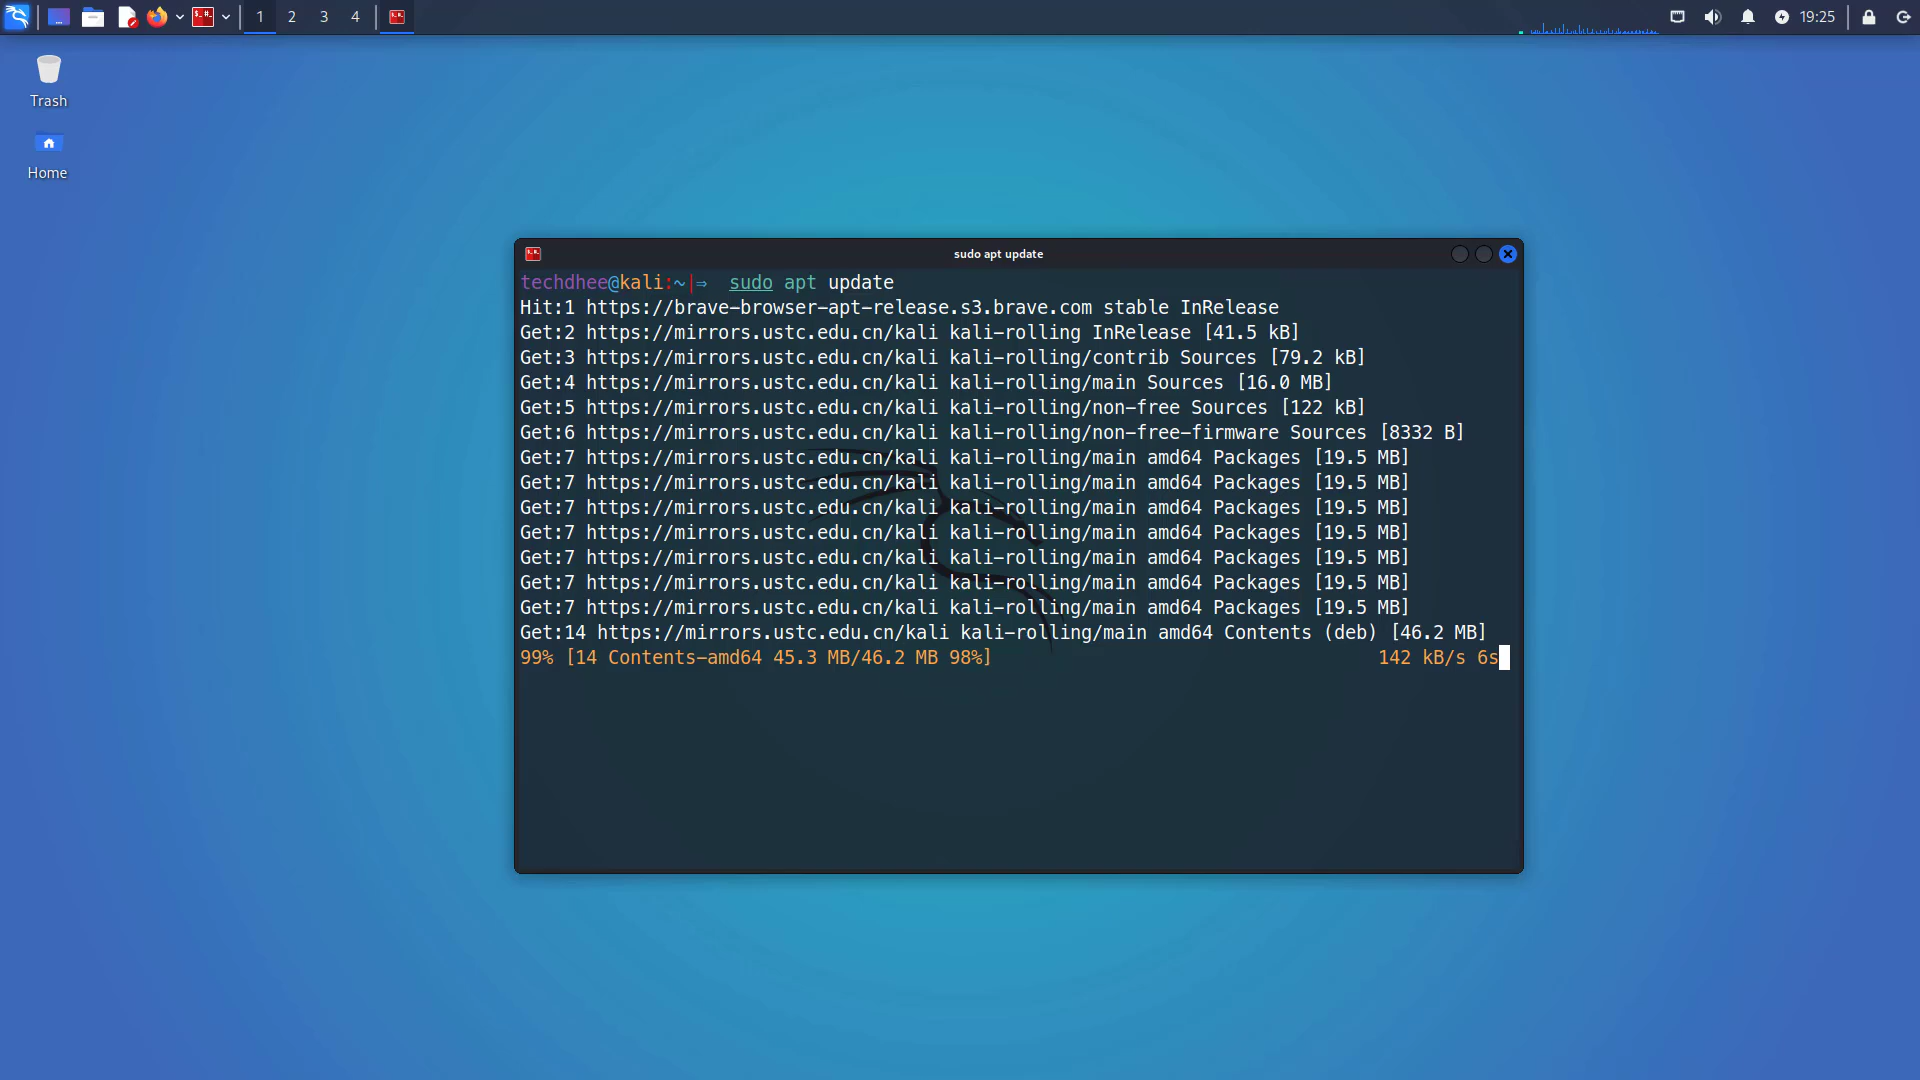 1 2 3 4 19:25
Trash
Home
sudo apt update
techdhee@kali:~|⇒ sudo apt update
Hit:1 https://brave-browser-apt-release.s3.brave.com stable InRelease
Get:2 https://mirrors.ustc.edu.cn/kali kali-rolling InRelease [41.5 kB]
Get:3 https://mirrors.ustc.edu.cn/kali kali-rolling/contrib Sources [79.2 kB]
Get:4 https://mirrors.ustc.edu.cn/kali kali-rolling/main Sources [16.0 MB]
Get:5 https://mirrors.ustc.edu.cn/kali kali-rolling/non-free Sources [122 kB]
Get:6 https://mirrors.ustc.edu.cn/kali kali-rolling/non-free-firmware Sources [8332 B]
Get:7 https://mirrors.ustc.edu.cn/kali kali-rolling/main amd64 Packages [19.5 MB]
Get:7 https://mirrors.ustc.edu.cn/kali kali-rolling/main amd64 Packages [19.5 MB]
Get:7 https://mirrors.ustc.edu.cn/kali kali-rolling/main amd64 Packages [19.5 MB]
Get:7 https://mirrors.ustc.edu.cn/kali kali-rolling/main amd64 Packages [19.5 MB]
Get:7 https://mirrors.ustc.edu.cn/kali kali-rolling/main amd64 Packages [19.5 MB]
Get:7 https://mirrors.ustc.edu.cn/kali kali-rolling/main amd64 Packages [19.5 MB]
Get:7 https://mirrors.ustc.edu.cn/kali kali-rolling/main amd64 Packages [19.5 MB]
Get:14 https://mirrors.ustc.edu.cn/kali kali-rolling/main amd64 Contents (deb) [46.2 MB]
99% [14 Contents-amd64 45.3 MB/46.2 MB 98%] 142 kB/s 6s